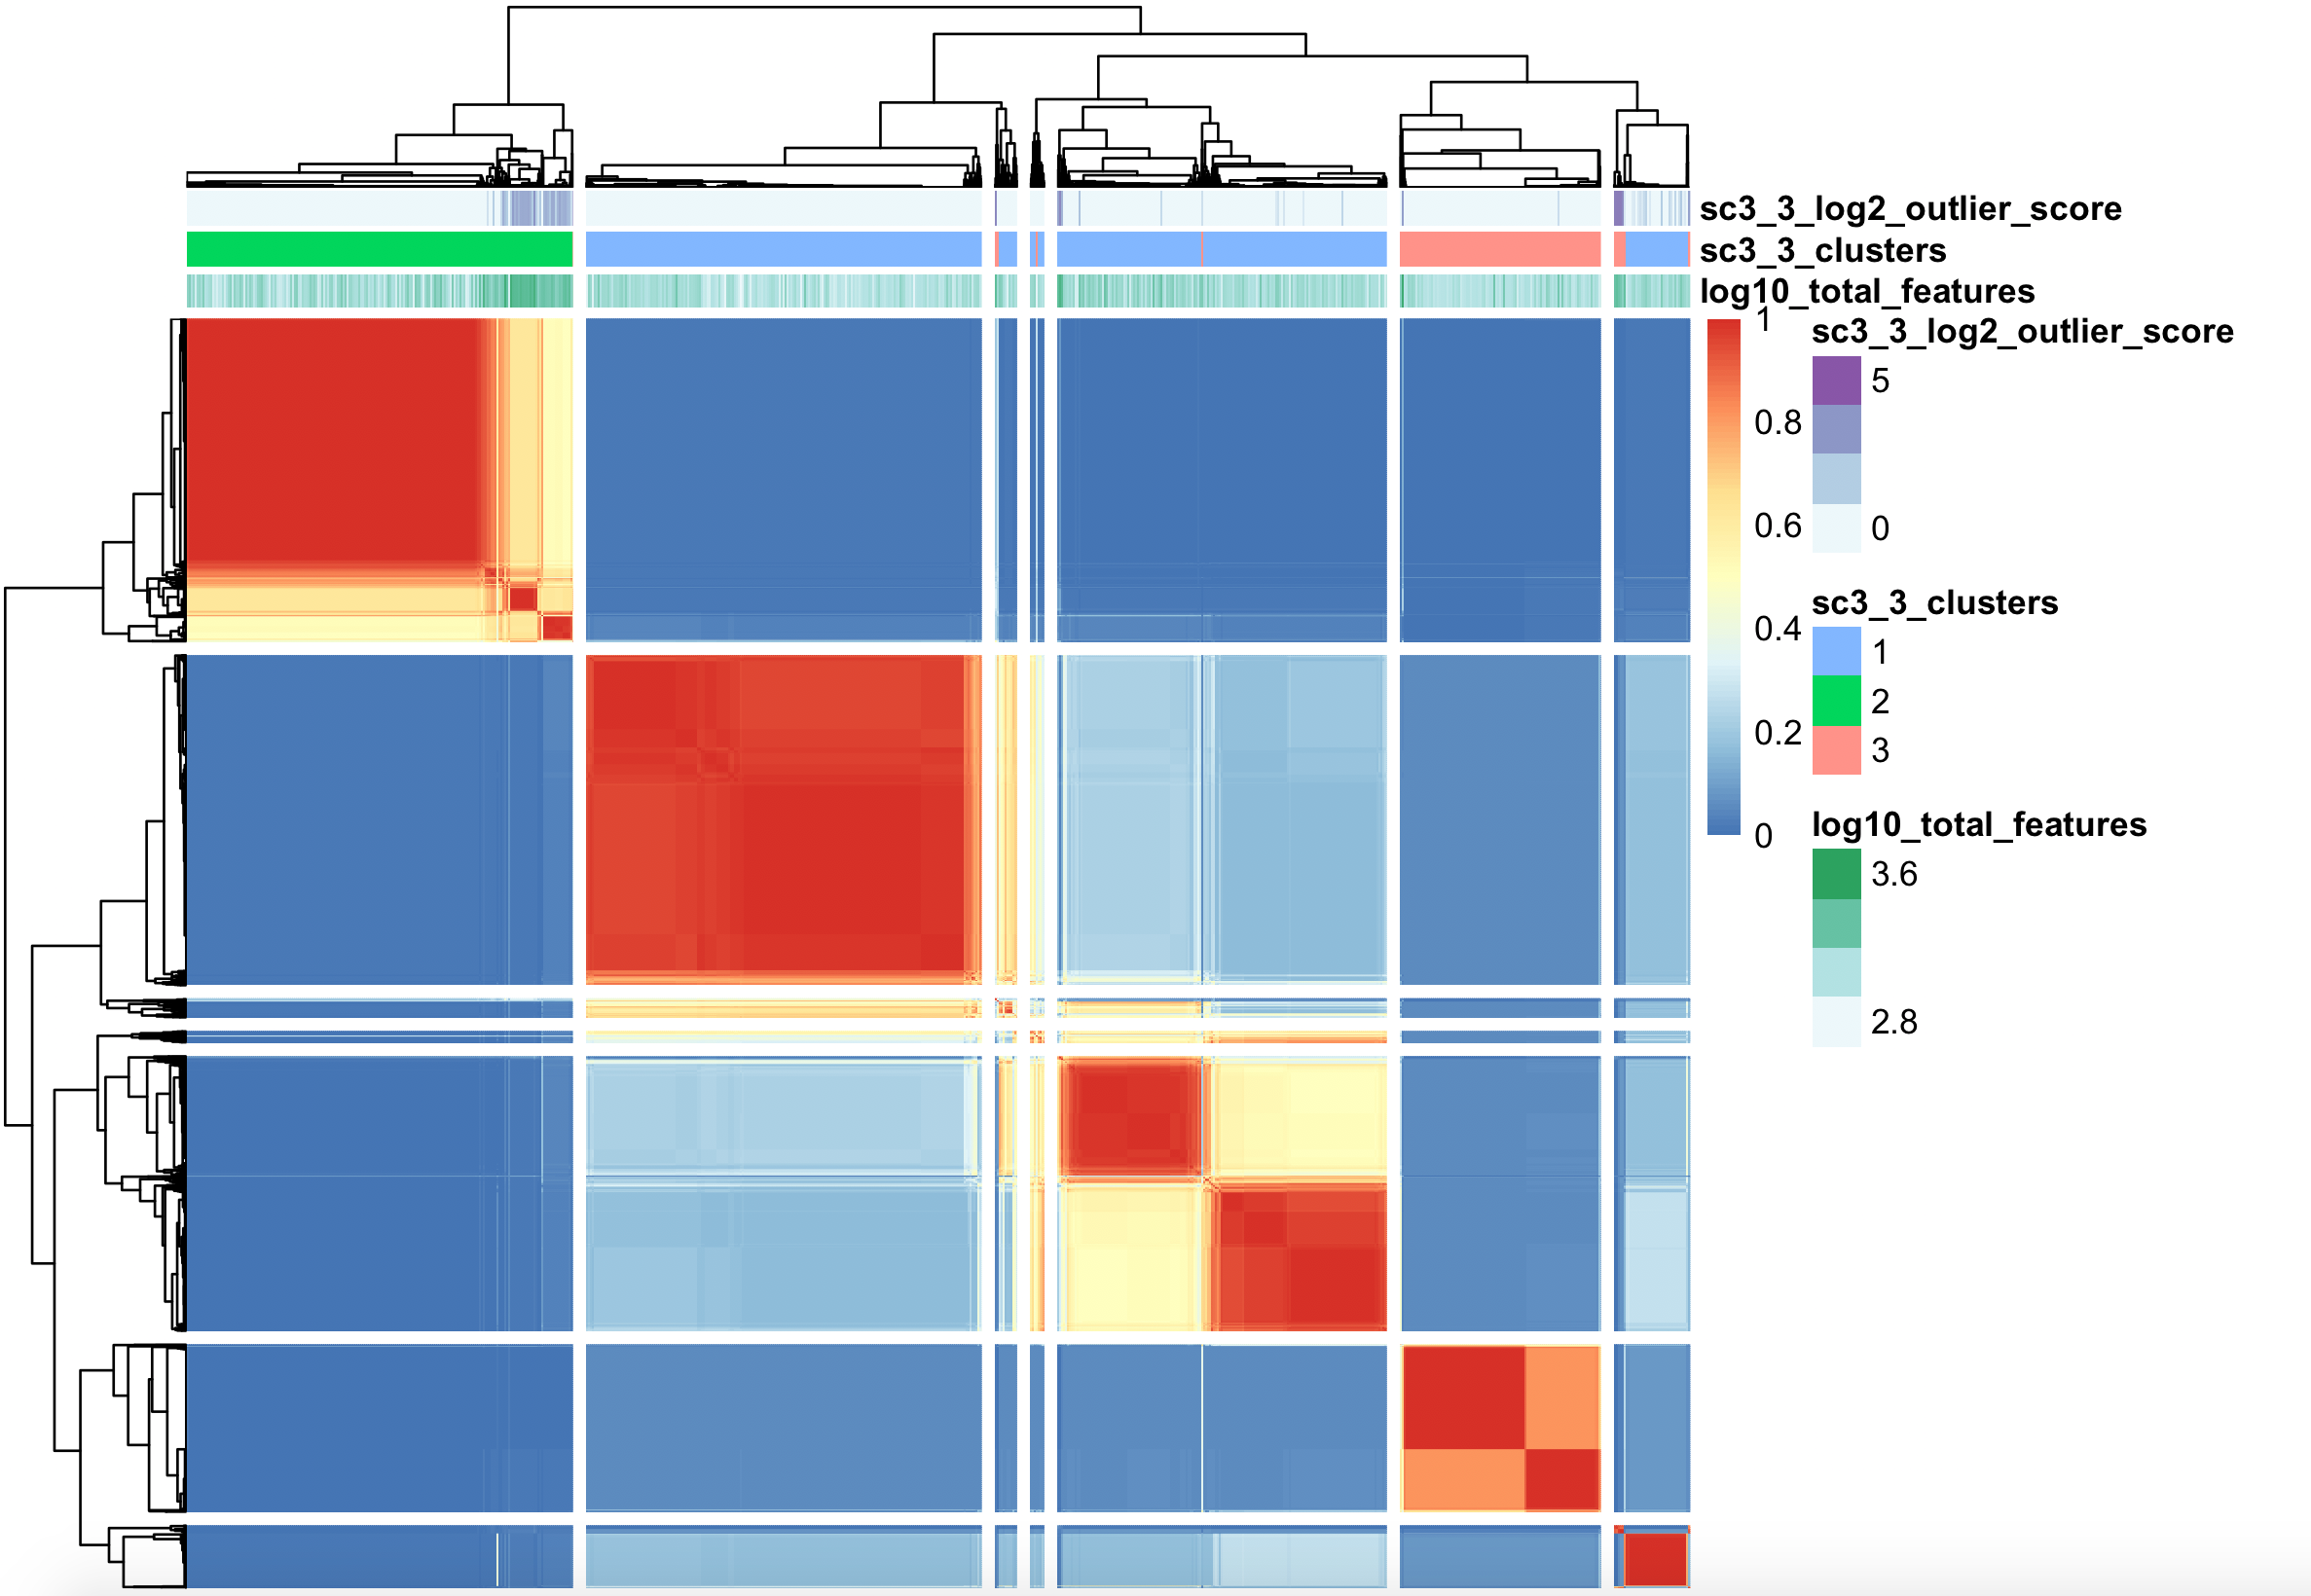 sc3_3_log2_outlier_score
sc3_3_clusters
log10_total_features
1
0.8
0.6
0.4
0.2
0
sc3_3_log2_outlier_score
5
0
sc3_3_clusters
1
2
3
log10_total_features
3.6
2.8